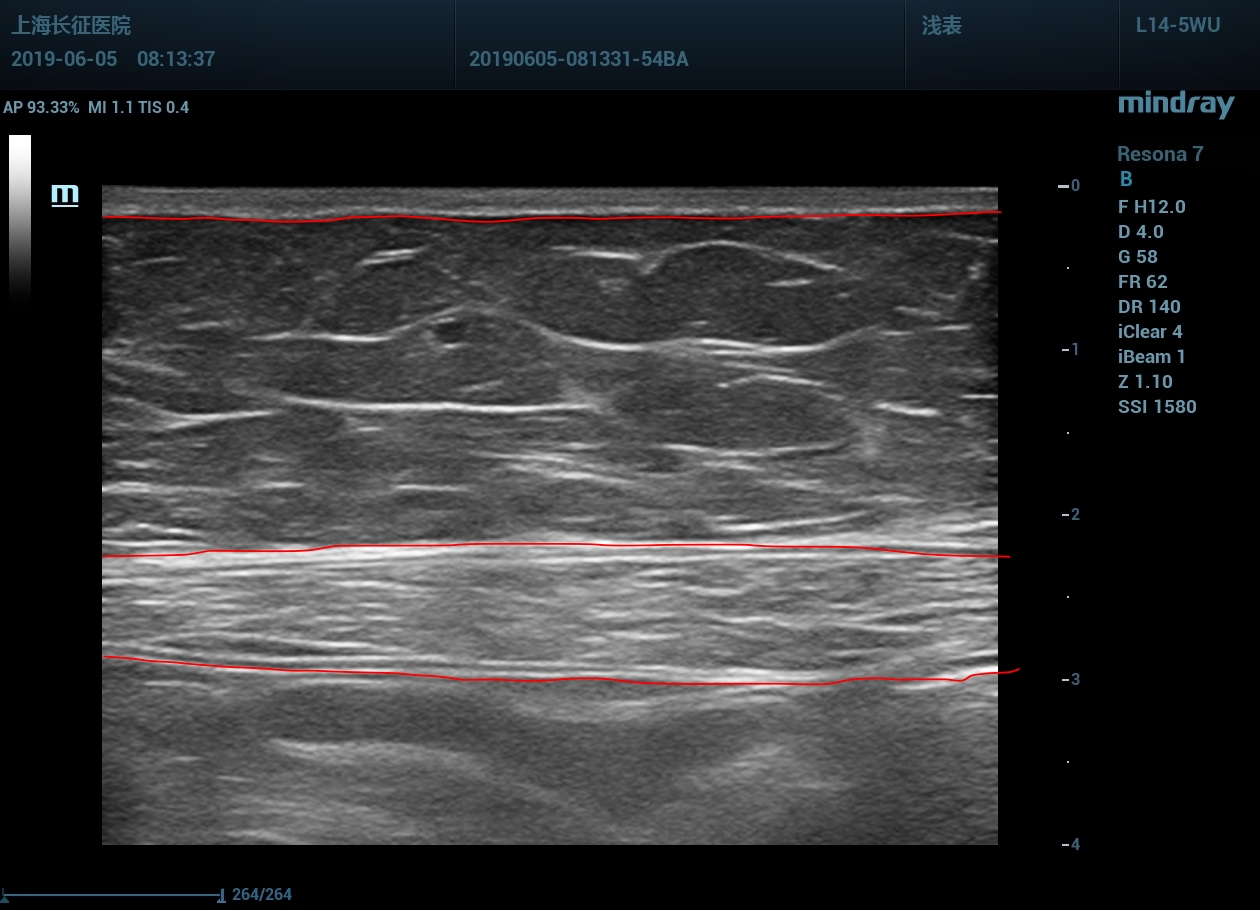 上海长征医院
2019-06-05 08:13:37
20190605-081331-54BA
浅表
L14-5WU
AP 93.33% MI 1.1 TIS 0.4
mindray
m
Resona 7
B
F H12.0
D 4.0
G 58
FR 62
DR 140
iClear 4
iBeam 1
Z 1.10
SSI 1580
0
1
2
3
4
264/264